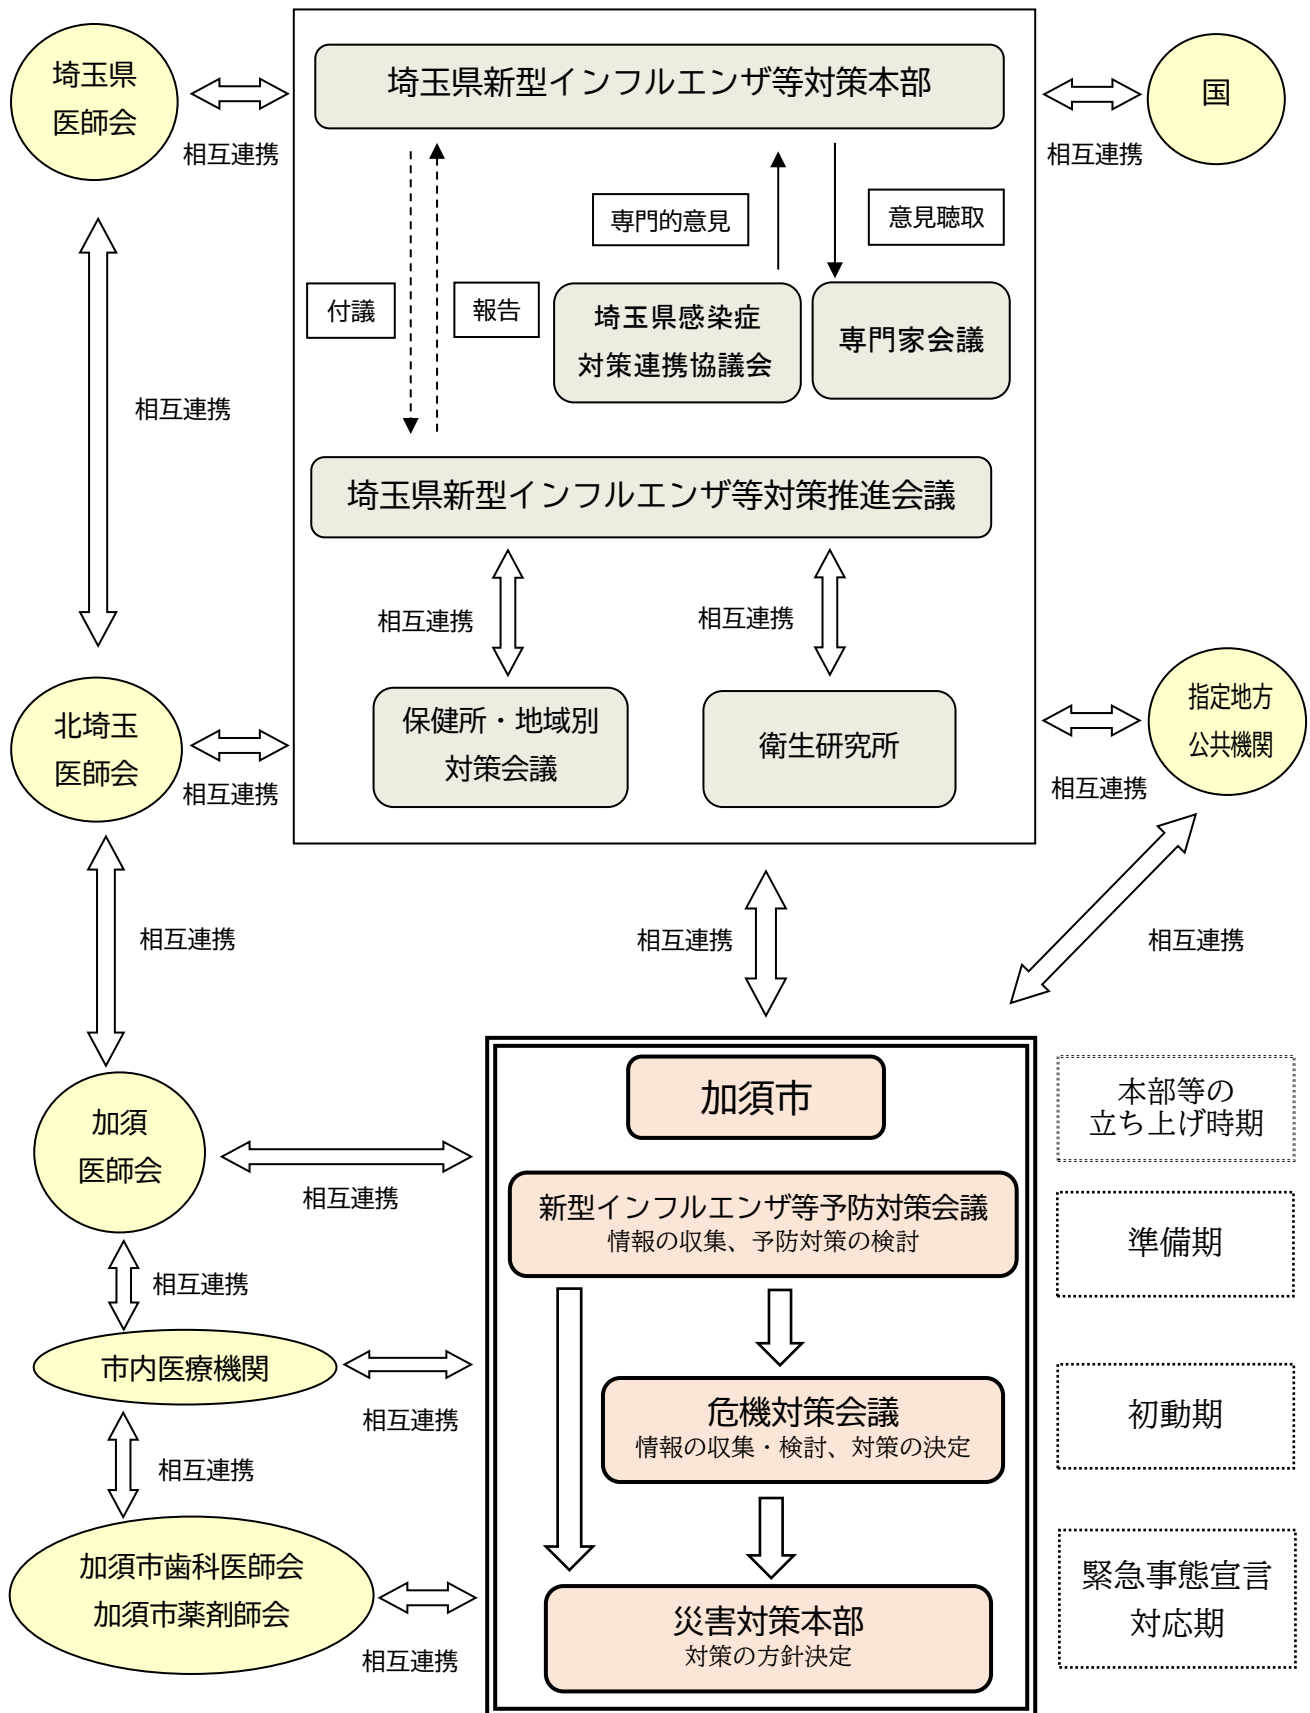 埼玉県
医師会
相互連携
埼玉県新型インフルエンザ等対策本部
国
相互連携
専門的意見
意見聴取
付議
報告
埼玉県感染症
対策連携協議会
専門家会議
相互連携
埼玉県新型インフルエンザ等対策推進会議
相互連携
相互連携
保健所・地域別
対策会議
衛生研究所
北埼玉
医師会
相互連携
指定地方
公共機関
相互連携
相互連携
相互連携
相互連携
加須市
本部等の
立ち上げ時期
加須
医師会
相互連携
新型インフルエンザ等予防対策会議
情報の収集、予防対策の検討
準備期
相互連携
市内医療機関
相互連携
危機対策会議
情報の収集・検討、対策の決定
初動期
相互連携
加須市歯科医師会
加須市薬剤師会
相互連携
災害対策本部
対策の方針決定
緊急事態宣言
対応期